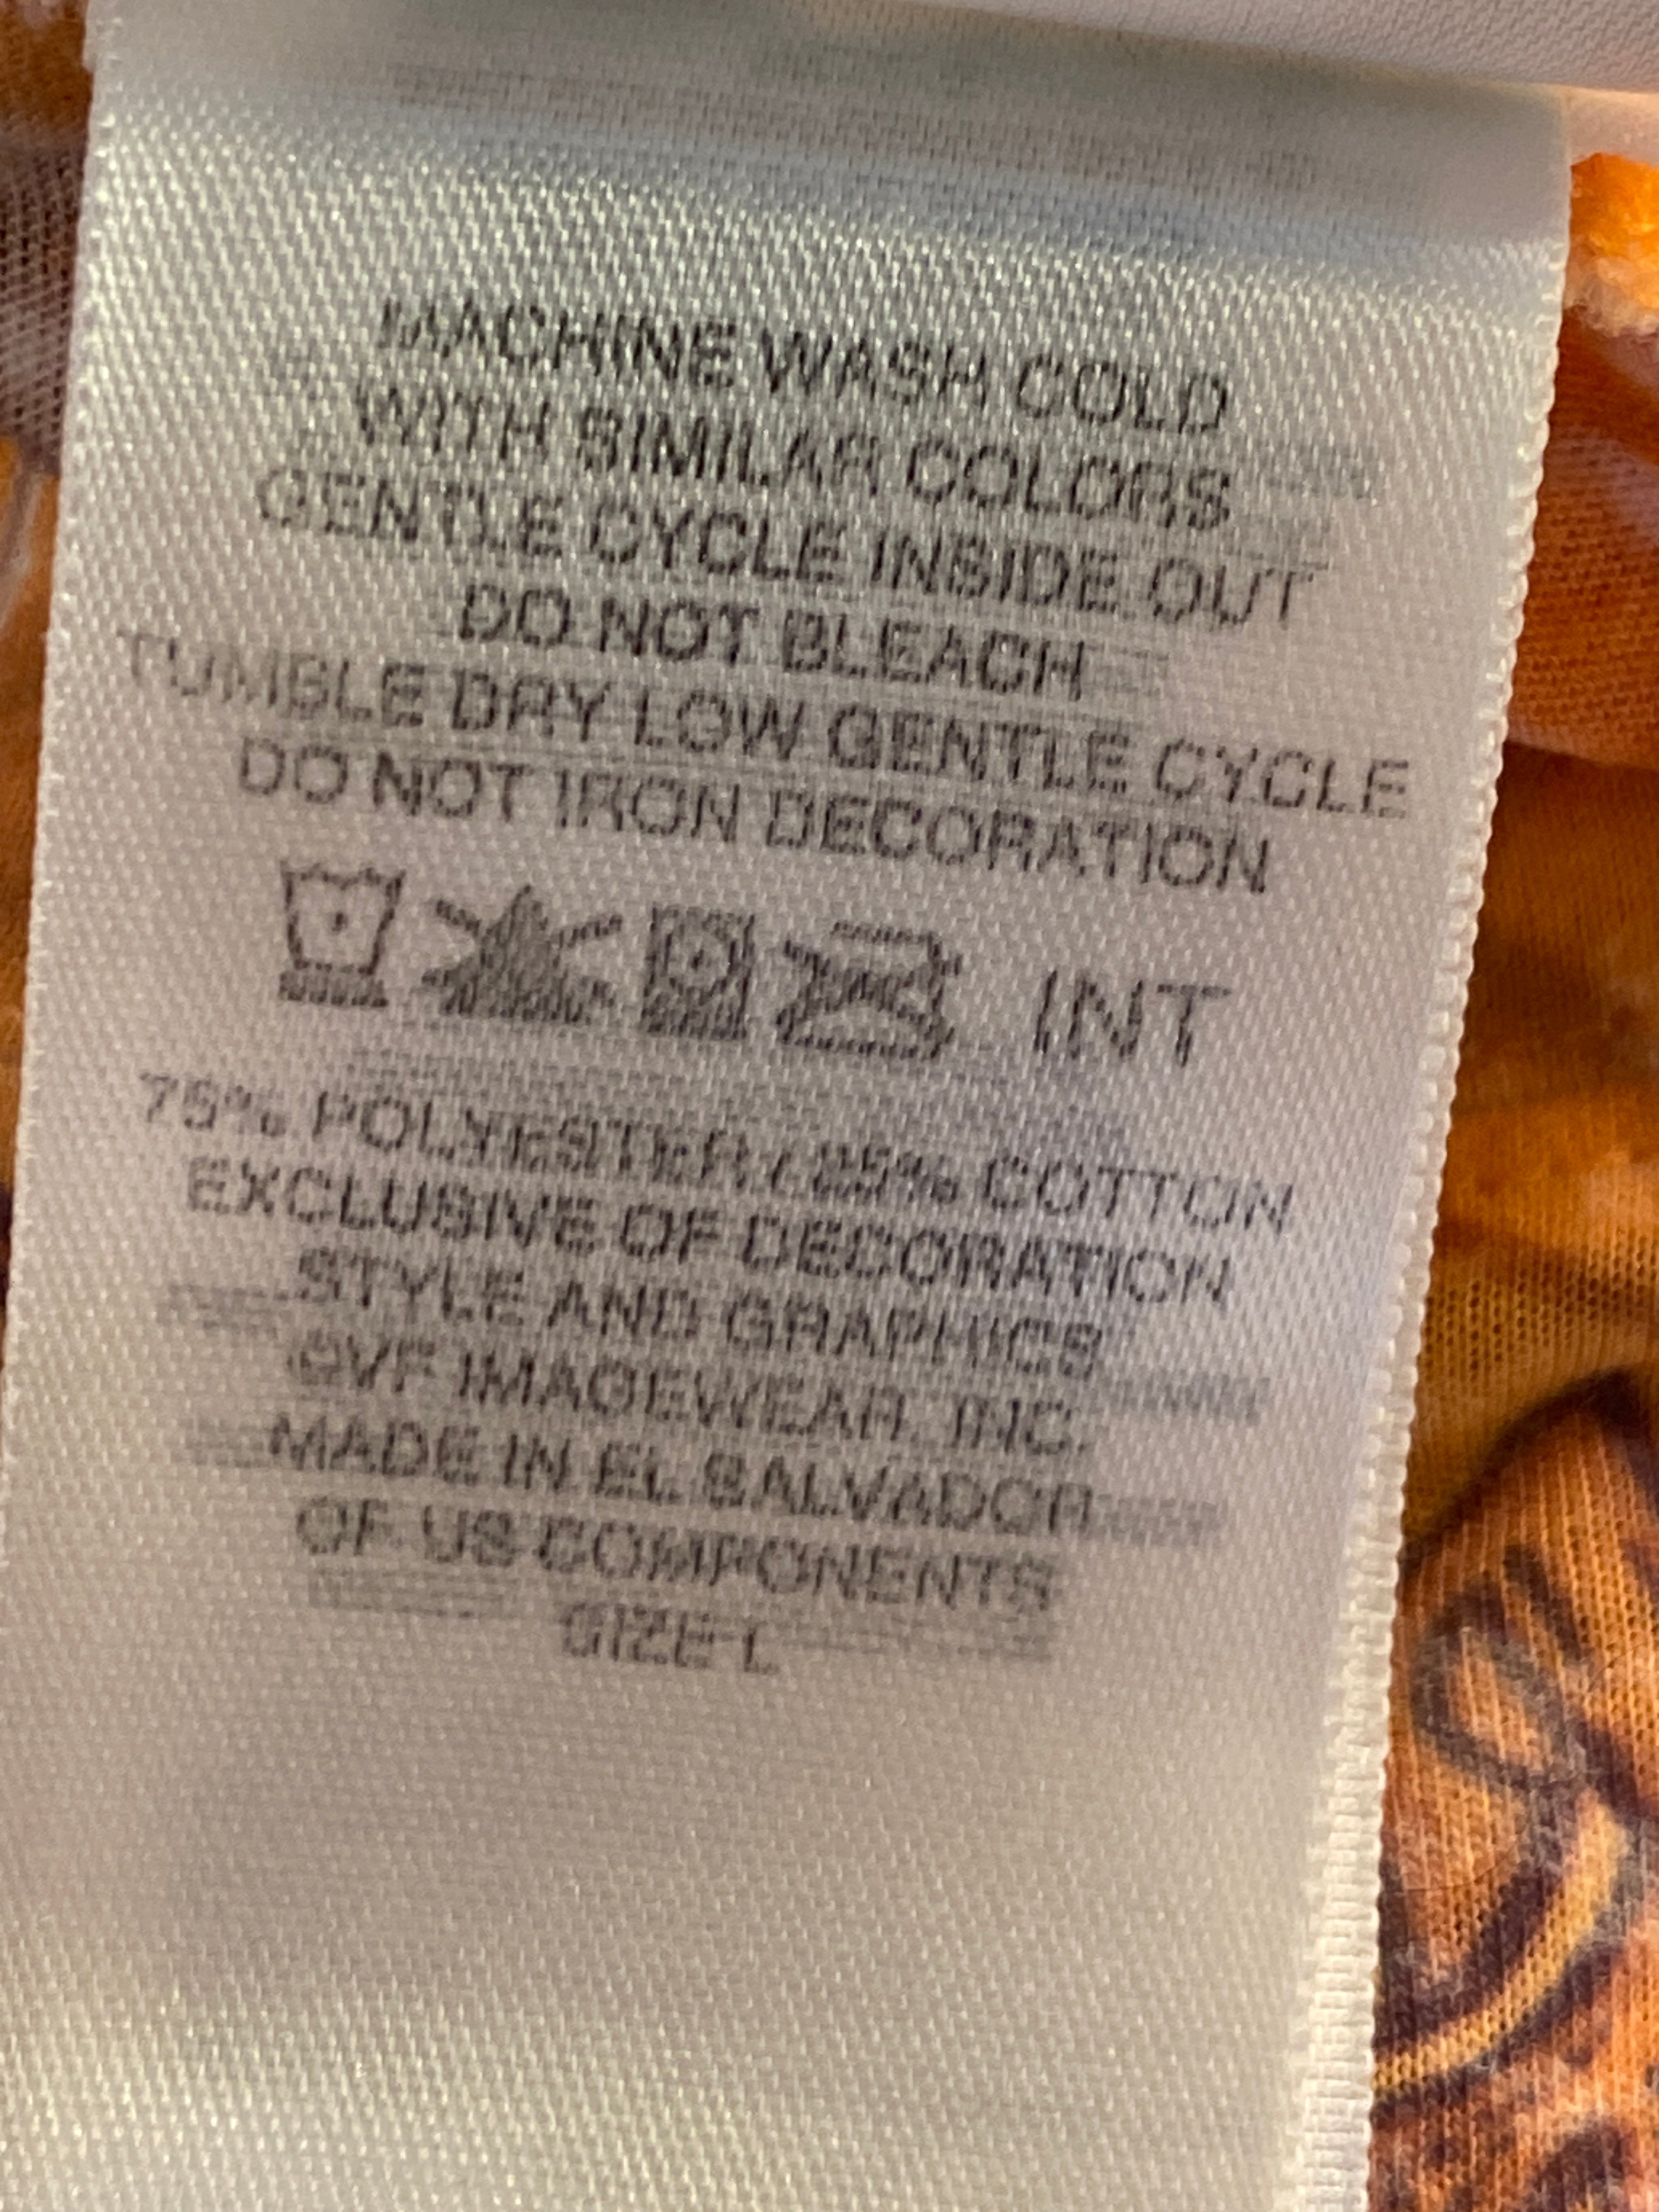 MACHINE WASH COLD
WITH SIMILAR COLORS
GENTLE CYCLE INSIDE OUT
DO NOT BLEACH
TUMBLE DRY LOW GENTLE CYCLE
DO NOT IRON DECORATION
INT
75% POLYESTER / 25% COTTON
EXCLUSIVE OF DECORATION
STYLE AND GRAPHICS
©VF IMAGEWEAR, INC.
MADE IN EL SALVADOR
OF US COMPONENTS
SIZE L